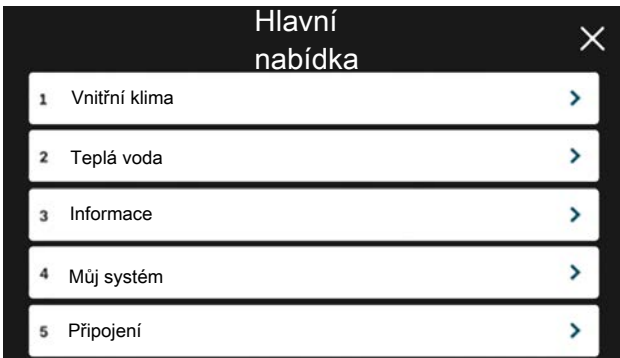 Hlavní
nabídka
1 Vnitřní klima
2 Teplá voda
3 Informace
4 Můj systém
5 Připojení